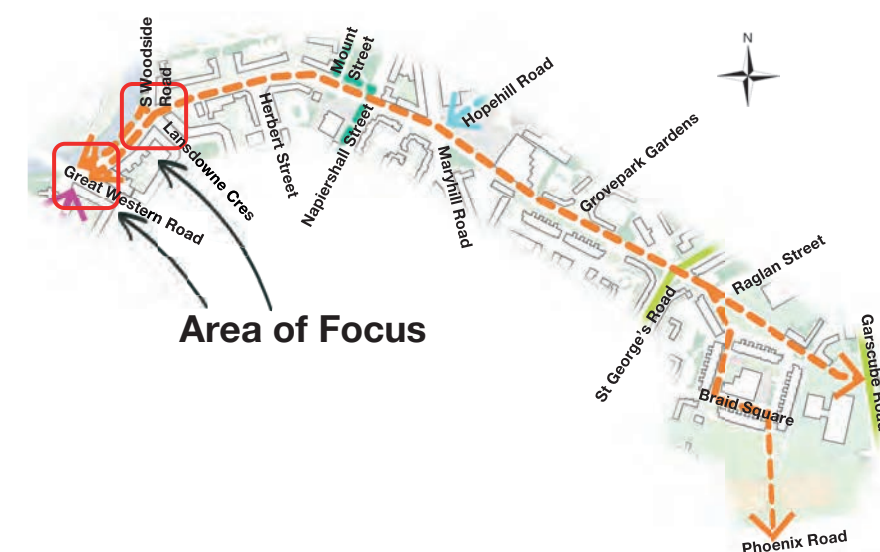 N
S Woodside
Road
Mount
Street
Hopehill Road
Herbert Street
Lansdowne Cres
Napiershall Street
Maryhill Road
Grovepark Gardens
Great Western Road
Raglan Street
St George's Road
Area of Focus
Garscube Road
Braid Square
Phoenix Road